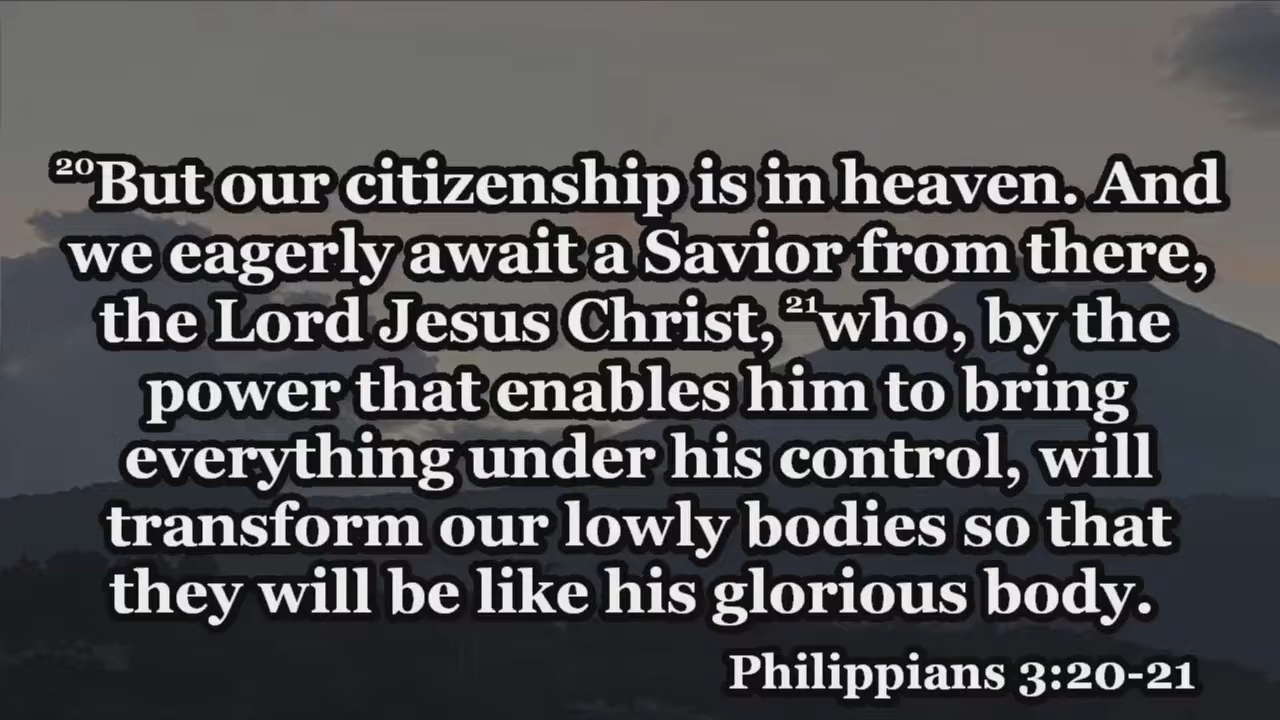 ²⁰But our citizenship is in heaven. And
we eagerly await a Savior from there,
the Lord Jesus Christ, ²¹who, by the
power that enables him to bring
everything under his control, will
transform our lowly bodies so that
they will be like his glorious body.
Philippians 3:20-21